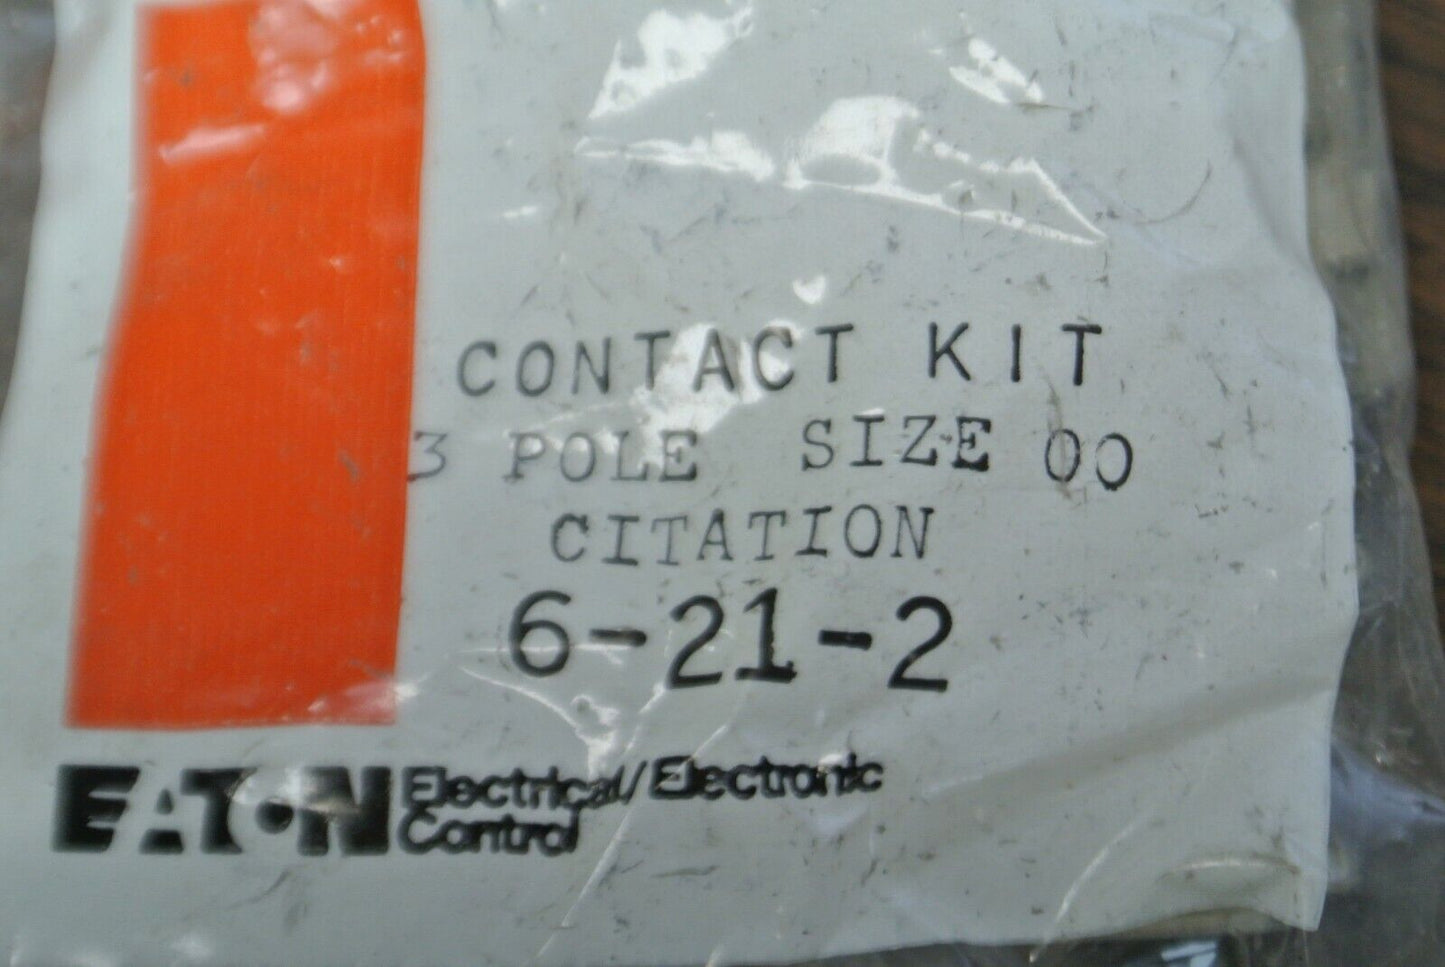 CONTACT KIT
3 POLE SIZE 00
CITATION
6-21-2
EATON Electrical/Electronic
Control